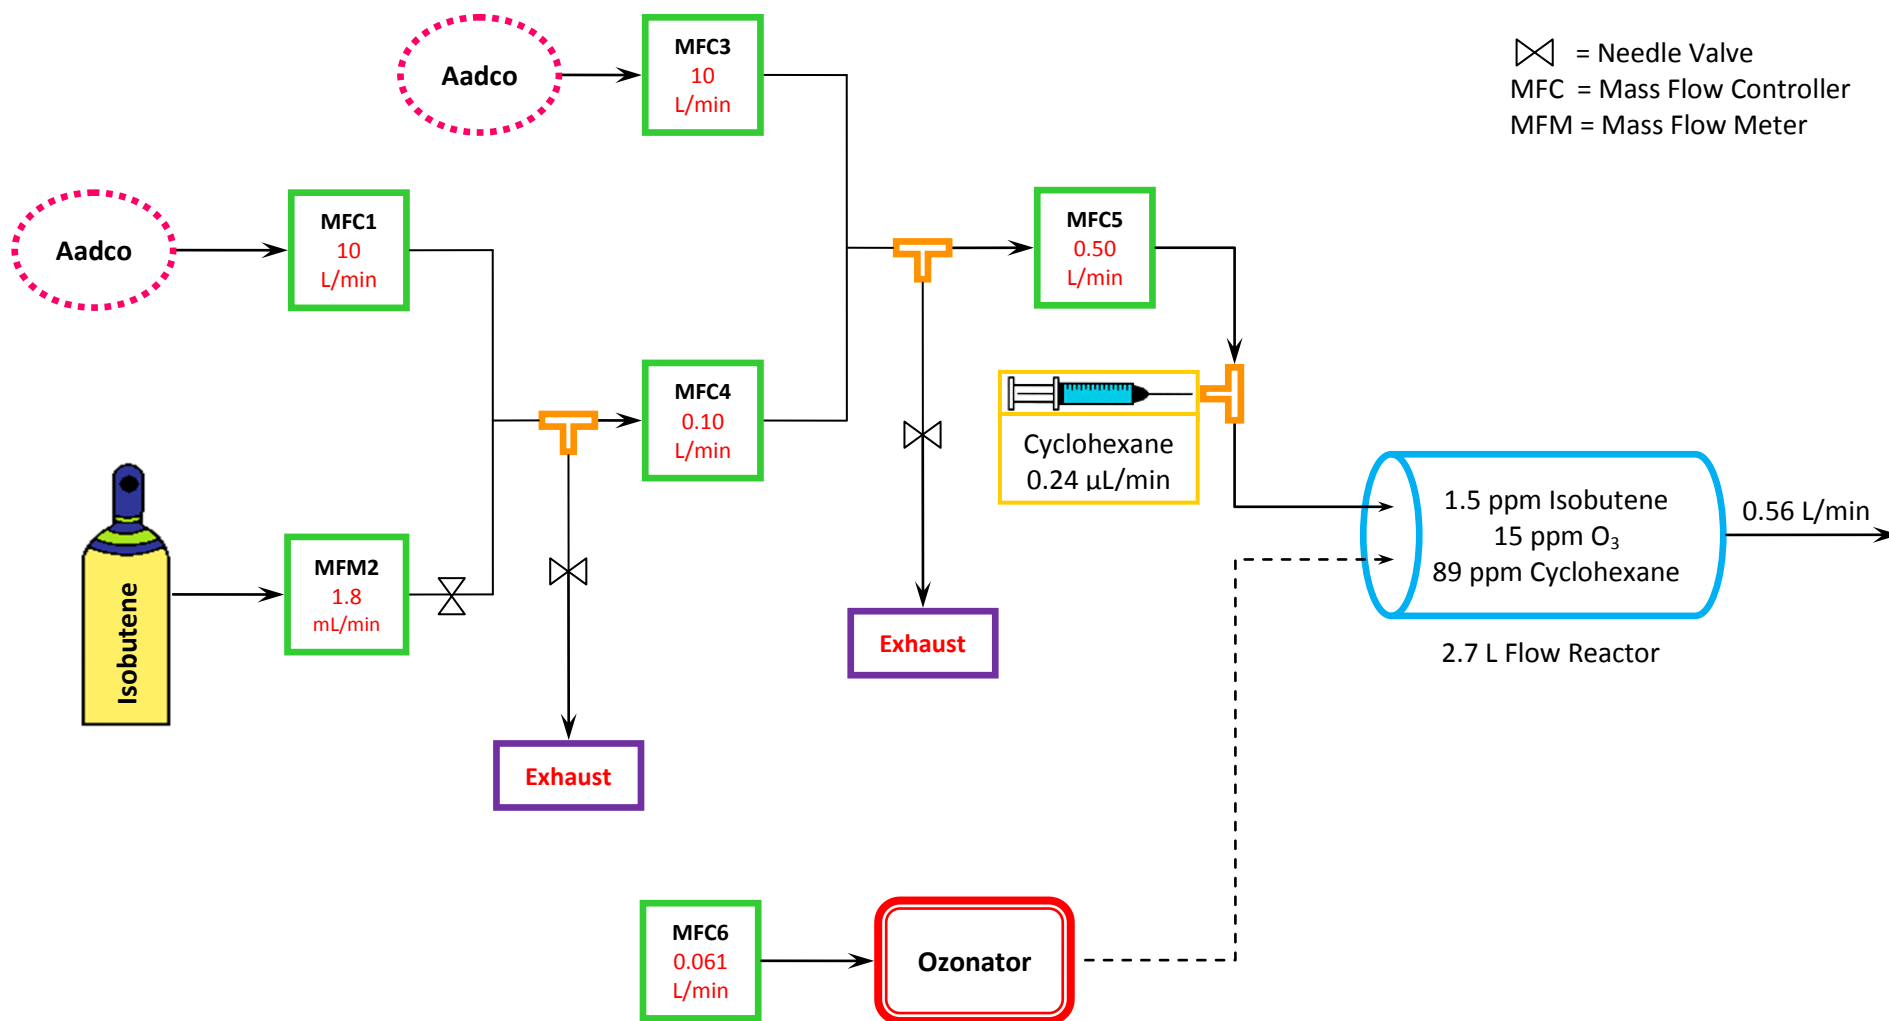 MFC3
10
L/min
Aadco
= Needle Valve
MFC = Mass Flow Controller
MFM = Mass Flow Meter
MFC1
10
L/min
Aadco
MFC5
0.50
L/min
MFC4
0.10
L/min
Cyclohexane
0.24 µL/min
1.5 ppm Isobutene
15 ppm O₃
89 ppm Cyclohexane
0.56 L/min
2.7 L Flow Reactor
Isobutene
MFM2
1.8
mL/min
Exhaust
Exhaust
MFC6
0.061
L/min
Ozonator